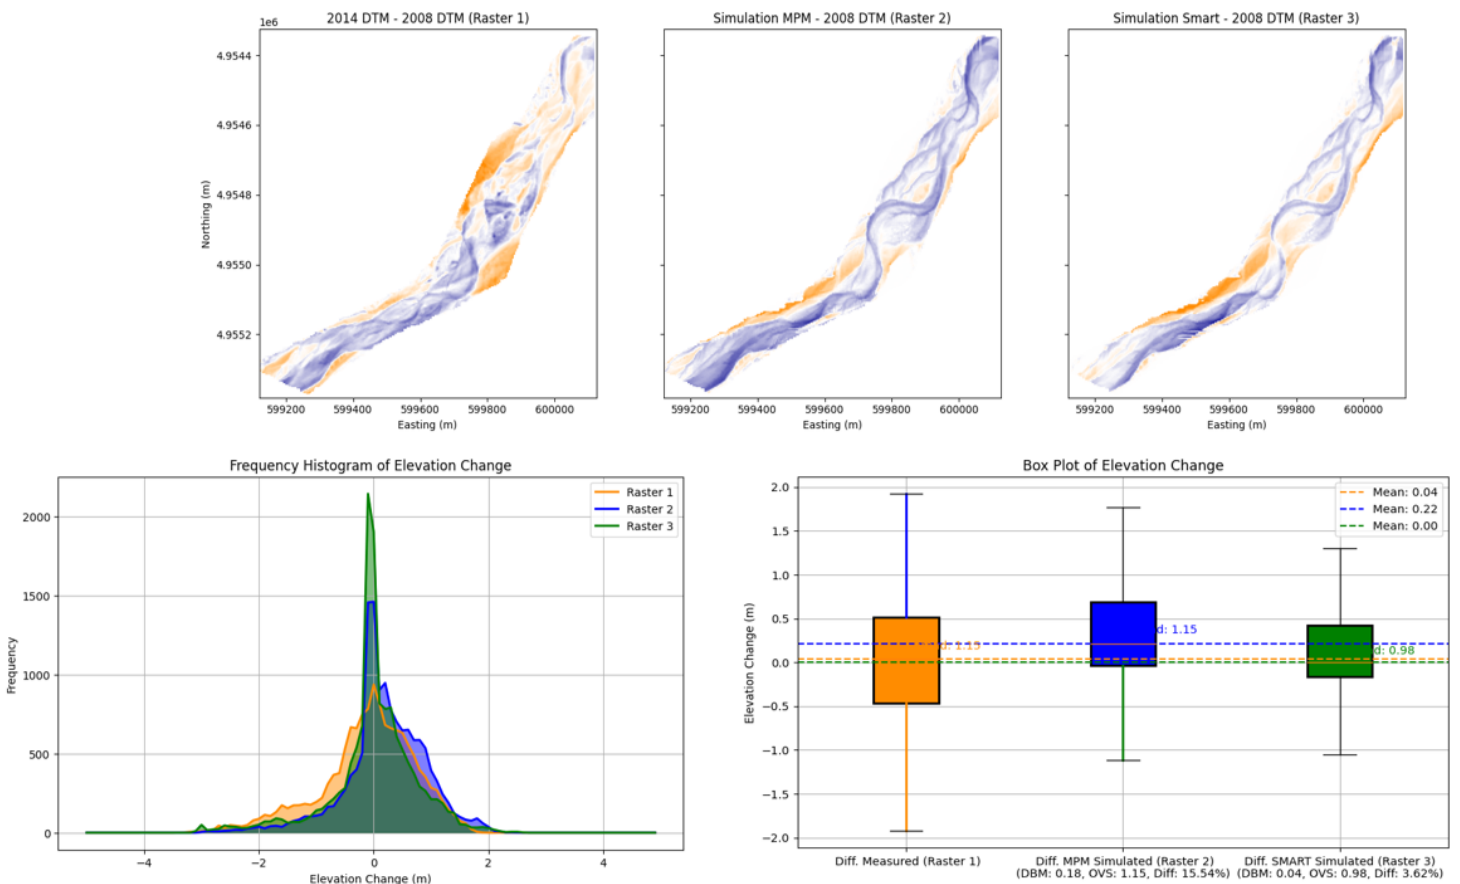 2014 DTM - 2008 DTM (Raster 1)
Simulation MPM - 2008 DTM (Raster 2)
Simulation Smart - 2008 DTM (Raster 3)
1e6
4.9544
4.9546
4.9548
4.9550
4.9552
Northing (m)
599200 599400 599600 599800 600000
599200 599400 599600 599800 600000
599200 599400 599600 599800 600000
Easting (m)
Easting (m)
Easting (m)
Frequency Histogram of Elevation Change
Raster 1
Raster 2
Raster 3
2000
1500
1000
500
0
Frequency
−4 −2 0 2 4
Elevation Change (m)
Box Plot of Elevation Change
Mean: 0.04
Mean: 0.22
Mean: 0.00
2.0
1.5
1.0
0.5
0.0
−0.5
−1.0
−1.5
−2.0
Elevation Change (m)
d: 1.15
d: 0.98
Diff. Measured (Raster 1)
Diff. MPM Simulated (Raster 2)
(DBM: 0.18, OVS: 1.15, Diff: 15.54%)
Diff. SMART Simulated (Raster 3)
(DBM: 0.04, OVS: 0.98, Diff: 3.62%)